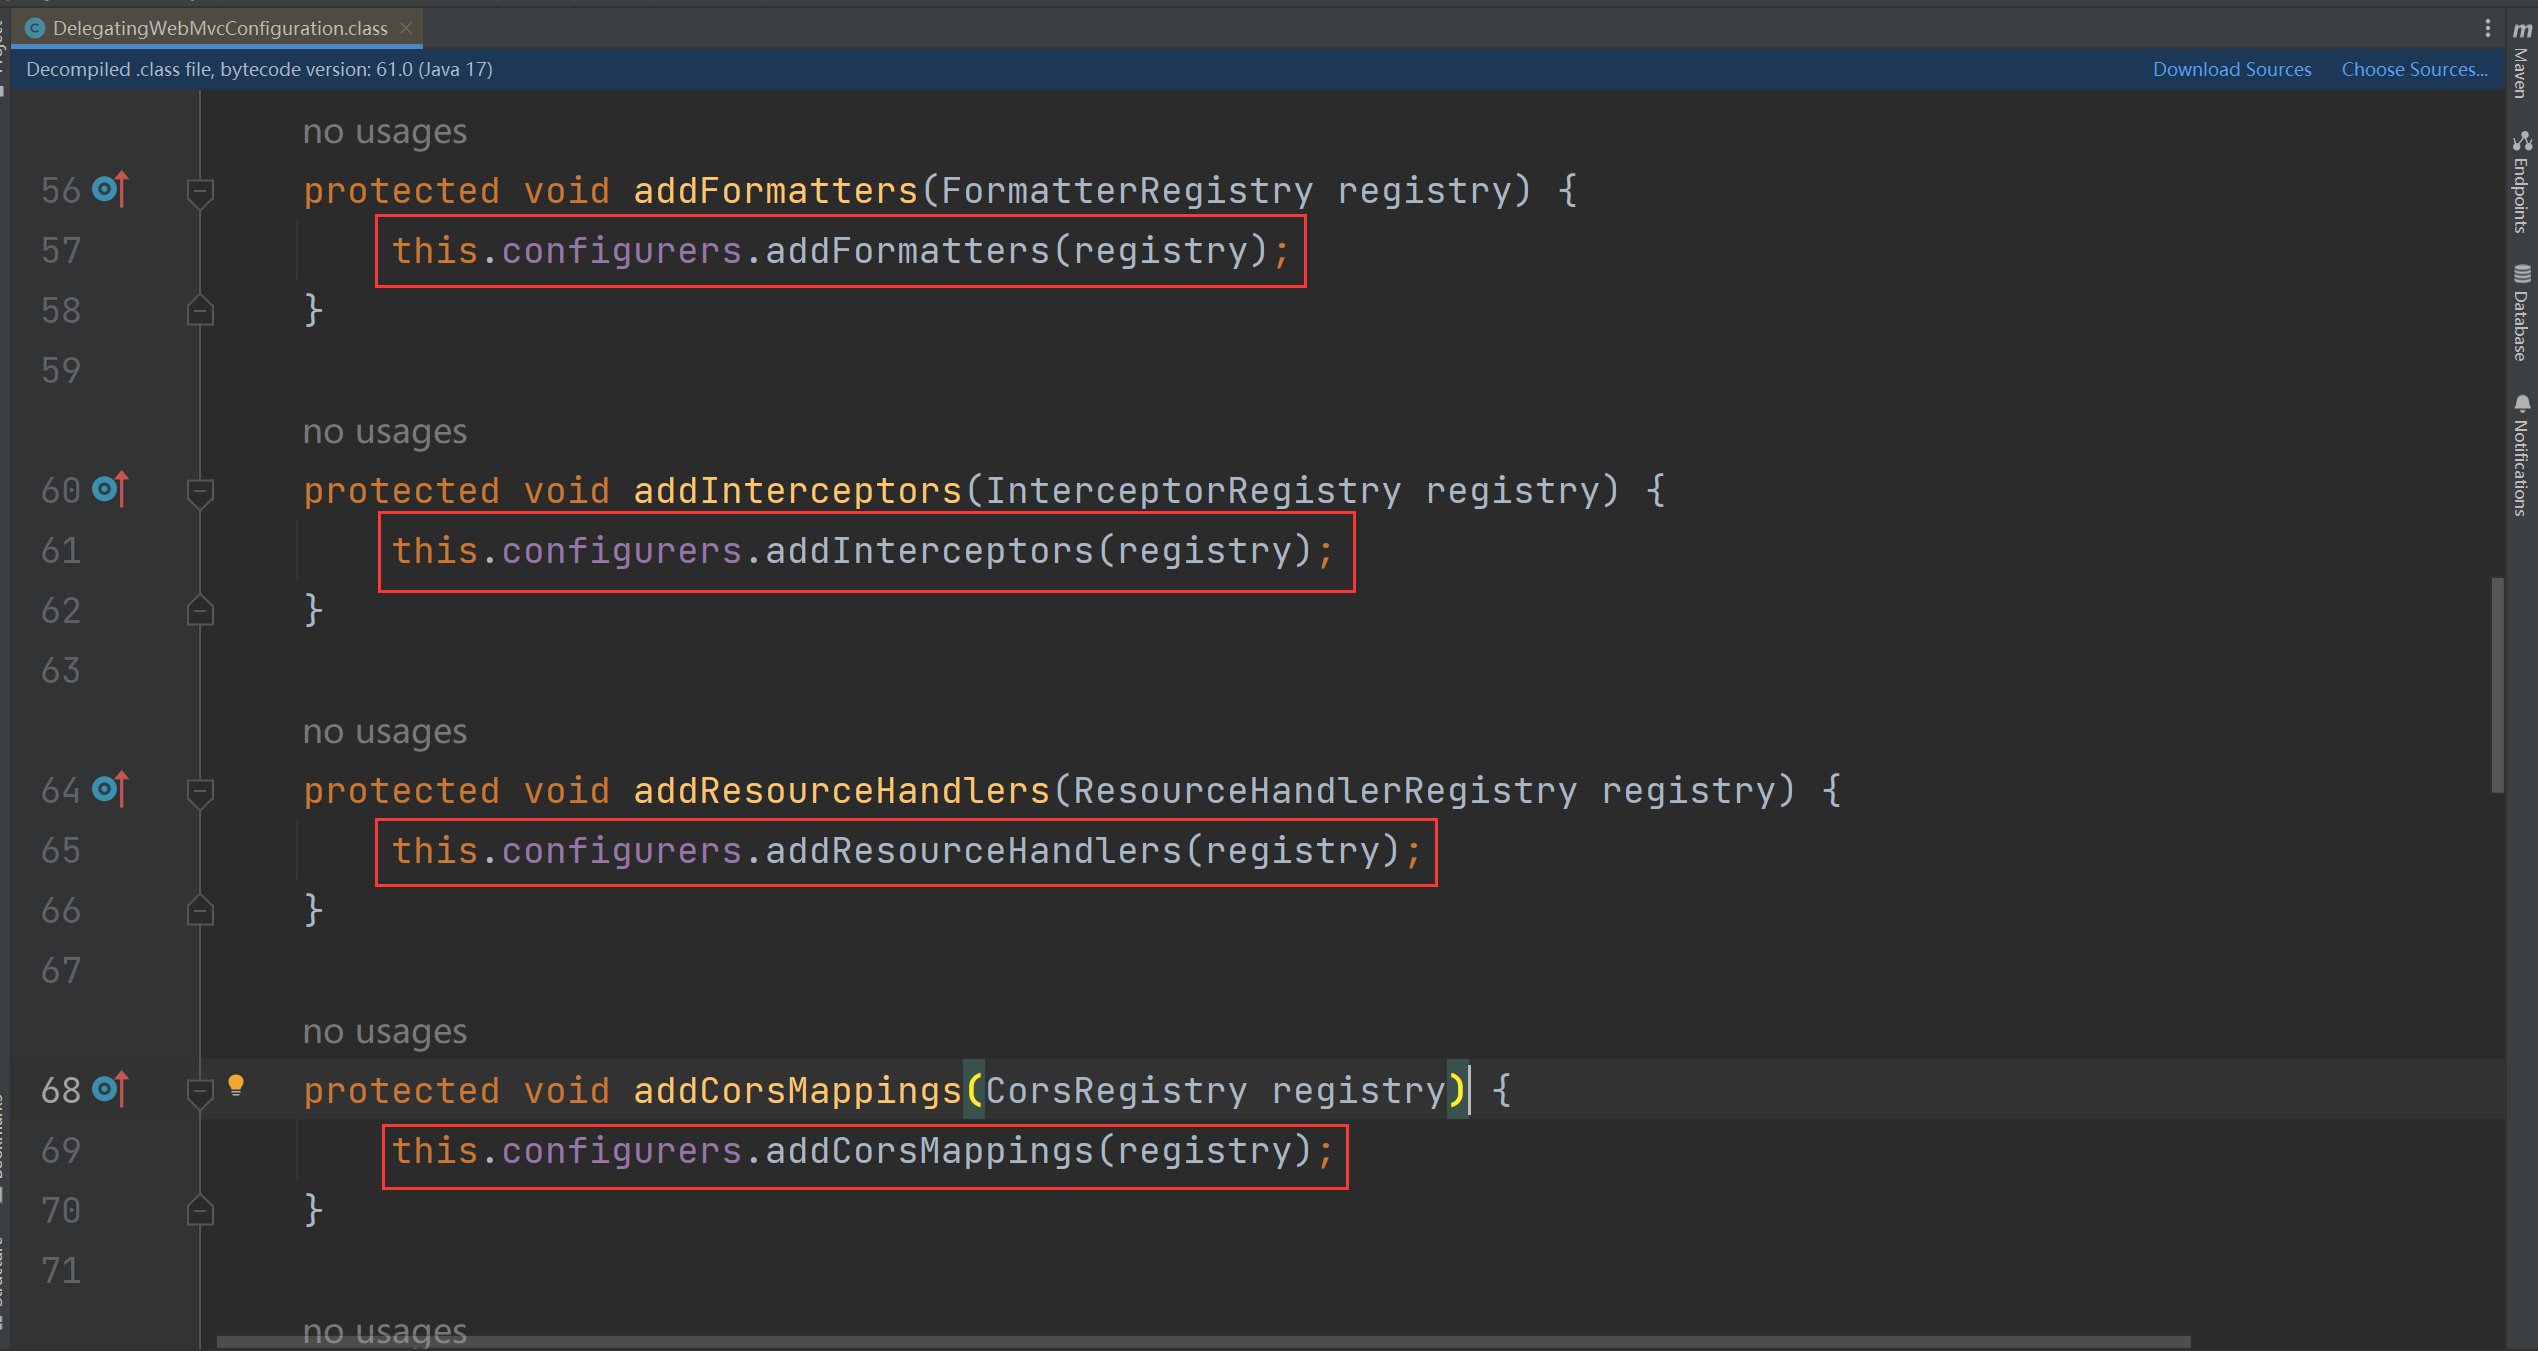 DelegatingWebMvcConfiguration.class
Decompiled .class file, bytecode version: 61.0 (Java 17)
Download Sources
Choose Sources...
no usages
56 protected void addFormatters(FormatterRegistry registry) {
57 this.configurers.addFormatters(registry);
58 }
59
no usages
60 protected void addInterceptors(InterceptorRegistry registry) {
61 this.configurers.addInterceptors(registry);
62 }
63
no usages
64 protected void addResourceHandlers(ResourceHandlerRegistry registry) {
65 this.configurers.addResourceHandlers(registry);
66 }
67
no usages
68 protected void addCorsMappings(CorsRegistry registry) {
69 this.configurers.addCorsMappings(registry);
70 }
71
no usages
Maven
Endpoints
Database
Notifications